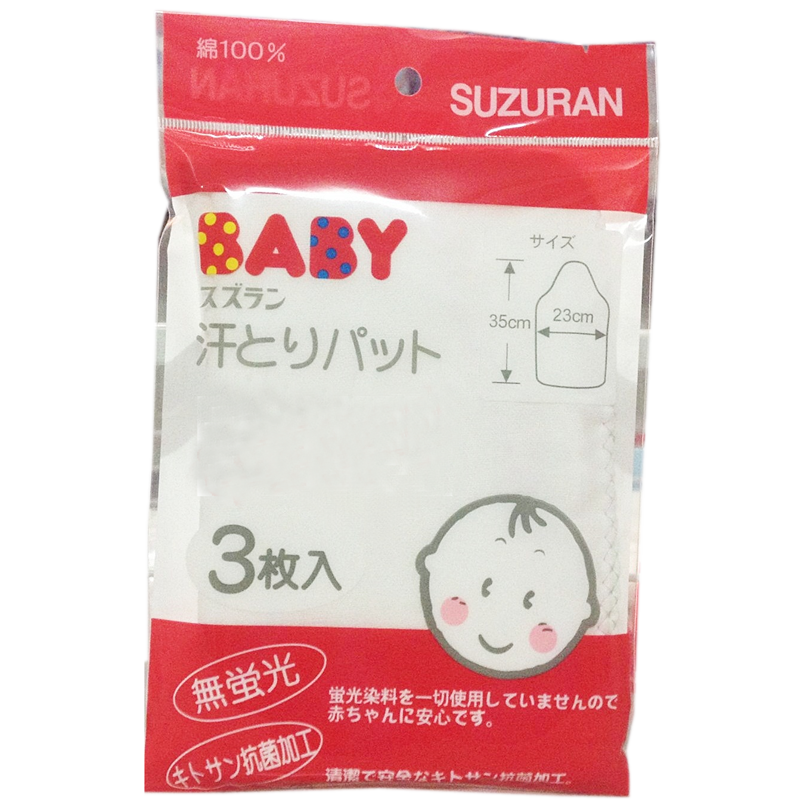 綿100%
SUZURAN
SUZURAN
BABY
スズラン
汗とりパット
サイズ
35cm
23cm
3枚入
無蛍光
蛍光染料を一切使用していませんので
赤ちゃんに安心です。
キトサン抗菌加工
清潔で安全なキトサン抗菌加工。